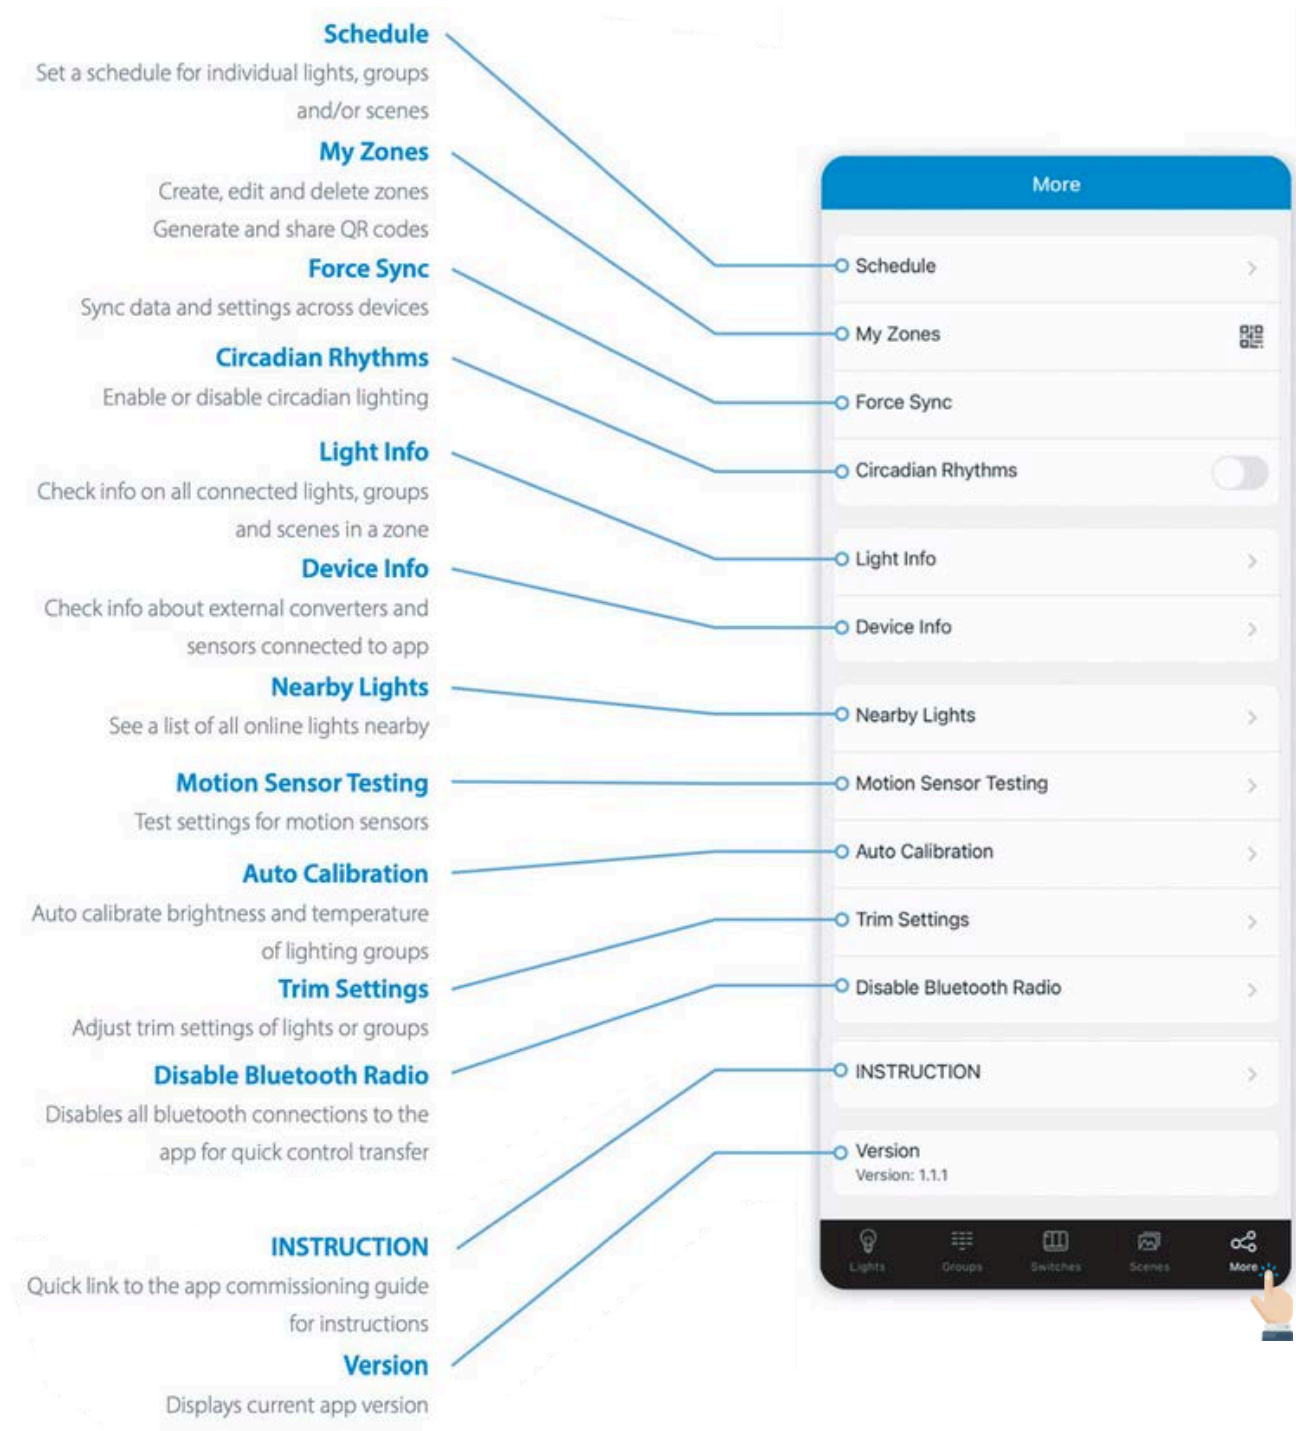 Schedule
Set a schedule for individual lights, groups
and/or scenes
My Zones
Create, edit and delete zones
Generate and share QR codes
Force Sync
Sync data and settings across devices
Circadian Rhythms
Enable or disable circadian lighting
Light Info
Check info on all connected lights, groups
and scenes in a zone
Device Info
Check info about external converters and
sensors connected to app
Nearby Lights
See a list of all online lights nearby
Motion Sensor Testing
Test settings for motion sensors
Auto Calibration
Auto calibrate brightness and temperature
of lighting groups
Trim Settings
Adjust trim settings of lights or groups
Disable Bluetooth Radio
Disables all bluetooth connections to the
app for quick control transfer
INSTRUCTION
Quick link to the app commissioning guide
for instructions
Version
Displays current app version
More
Schedule
My Zones
Force Sync
Circadian Rhythms
Light Info
Device Info
Nearby Lights
Motion Sensor Testing
Auto Calibration
Trim Settings
Disable Bluetooth Radio
INSTRUCTION
Version
Version: 1.1.1
Lights Groups Switches Scenes More